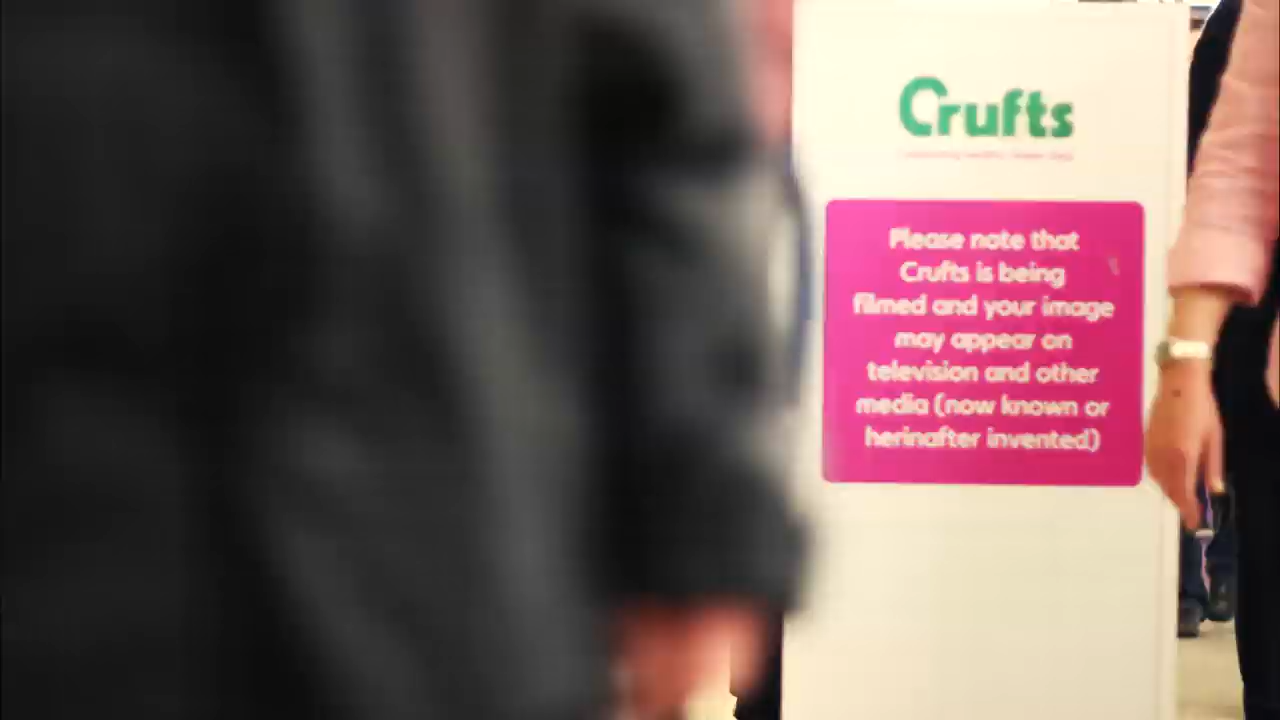 Crufts
Please note that
Crufts is being
filmed and your image
may appear on
television and other
media (now known or
herinafter invented)